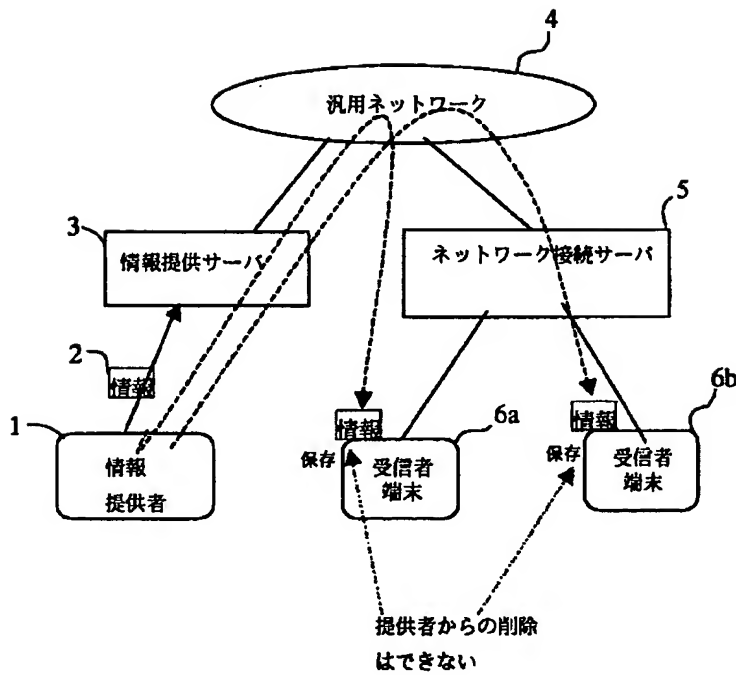 4
汎用ネットワーク
3
5
情報提供サーバ
ネットワーク接続サーバ
2
情報
6b
1
情報
6a
情報
情報
提供者
保存
受信者
端末
保存
受信者
端末
提供者からの削除
はできない